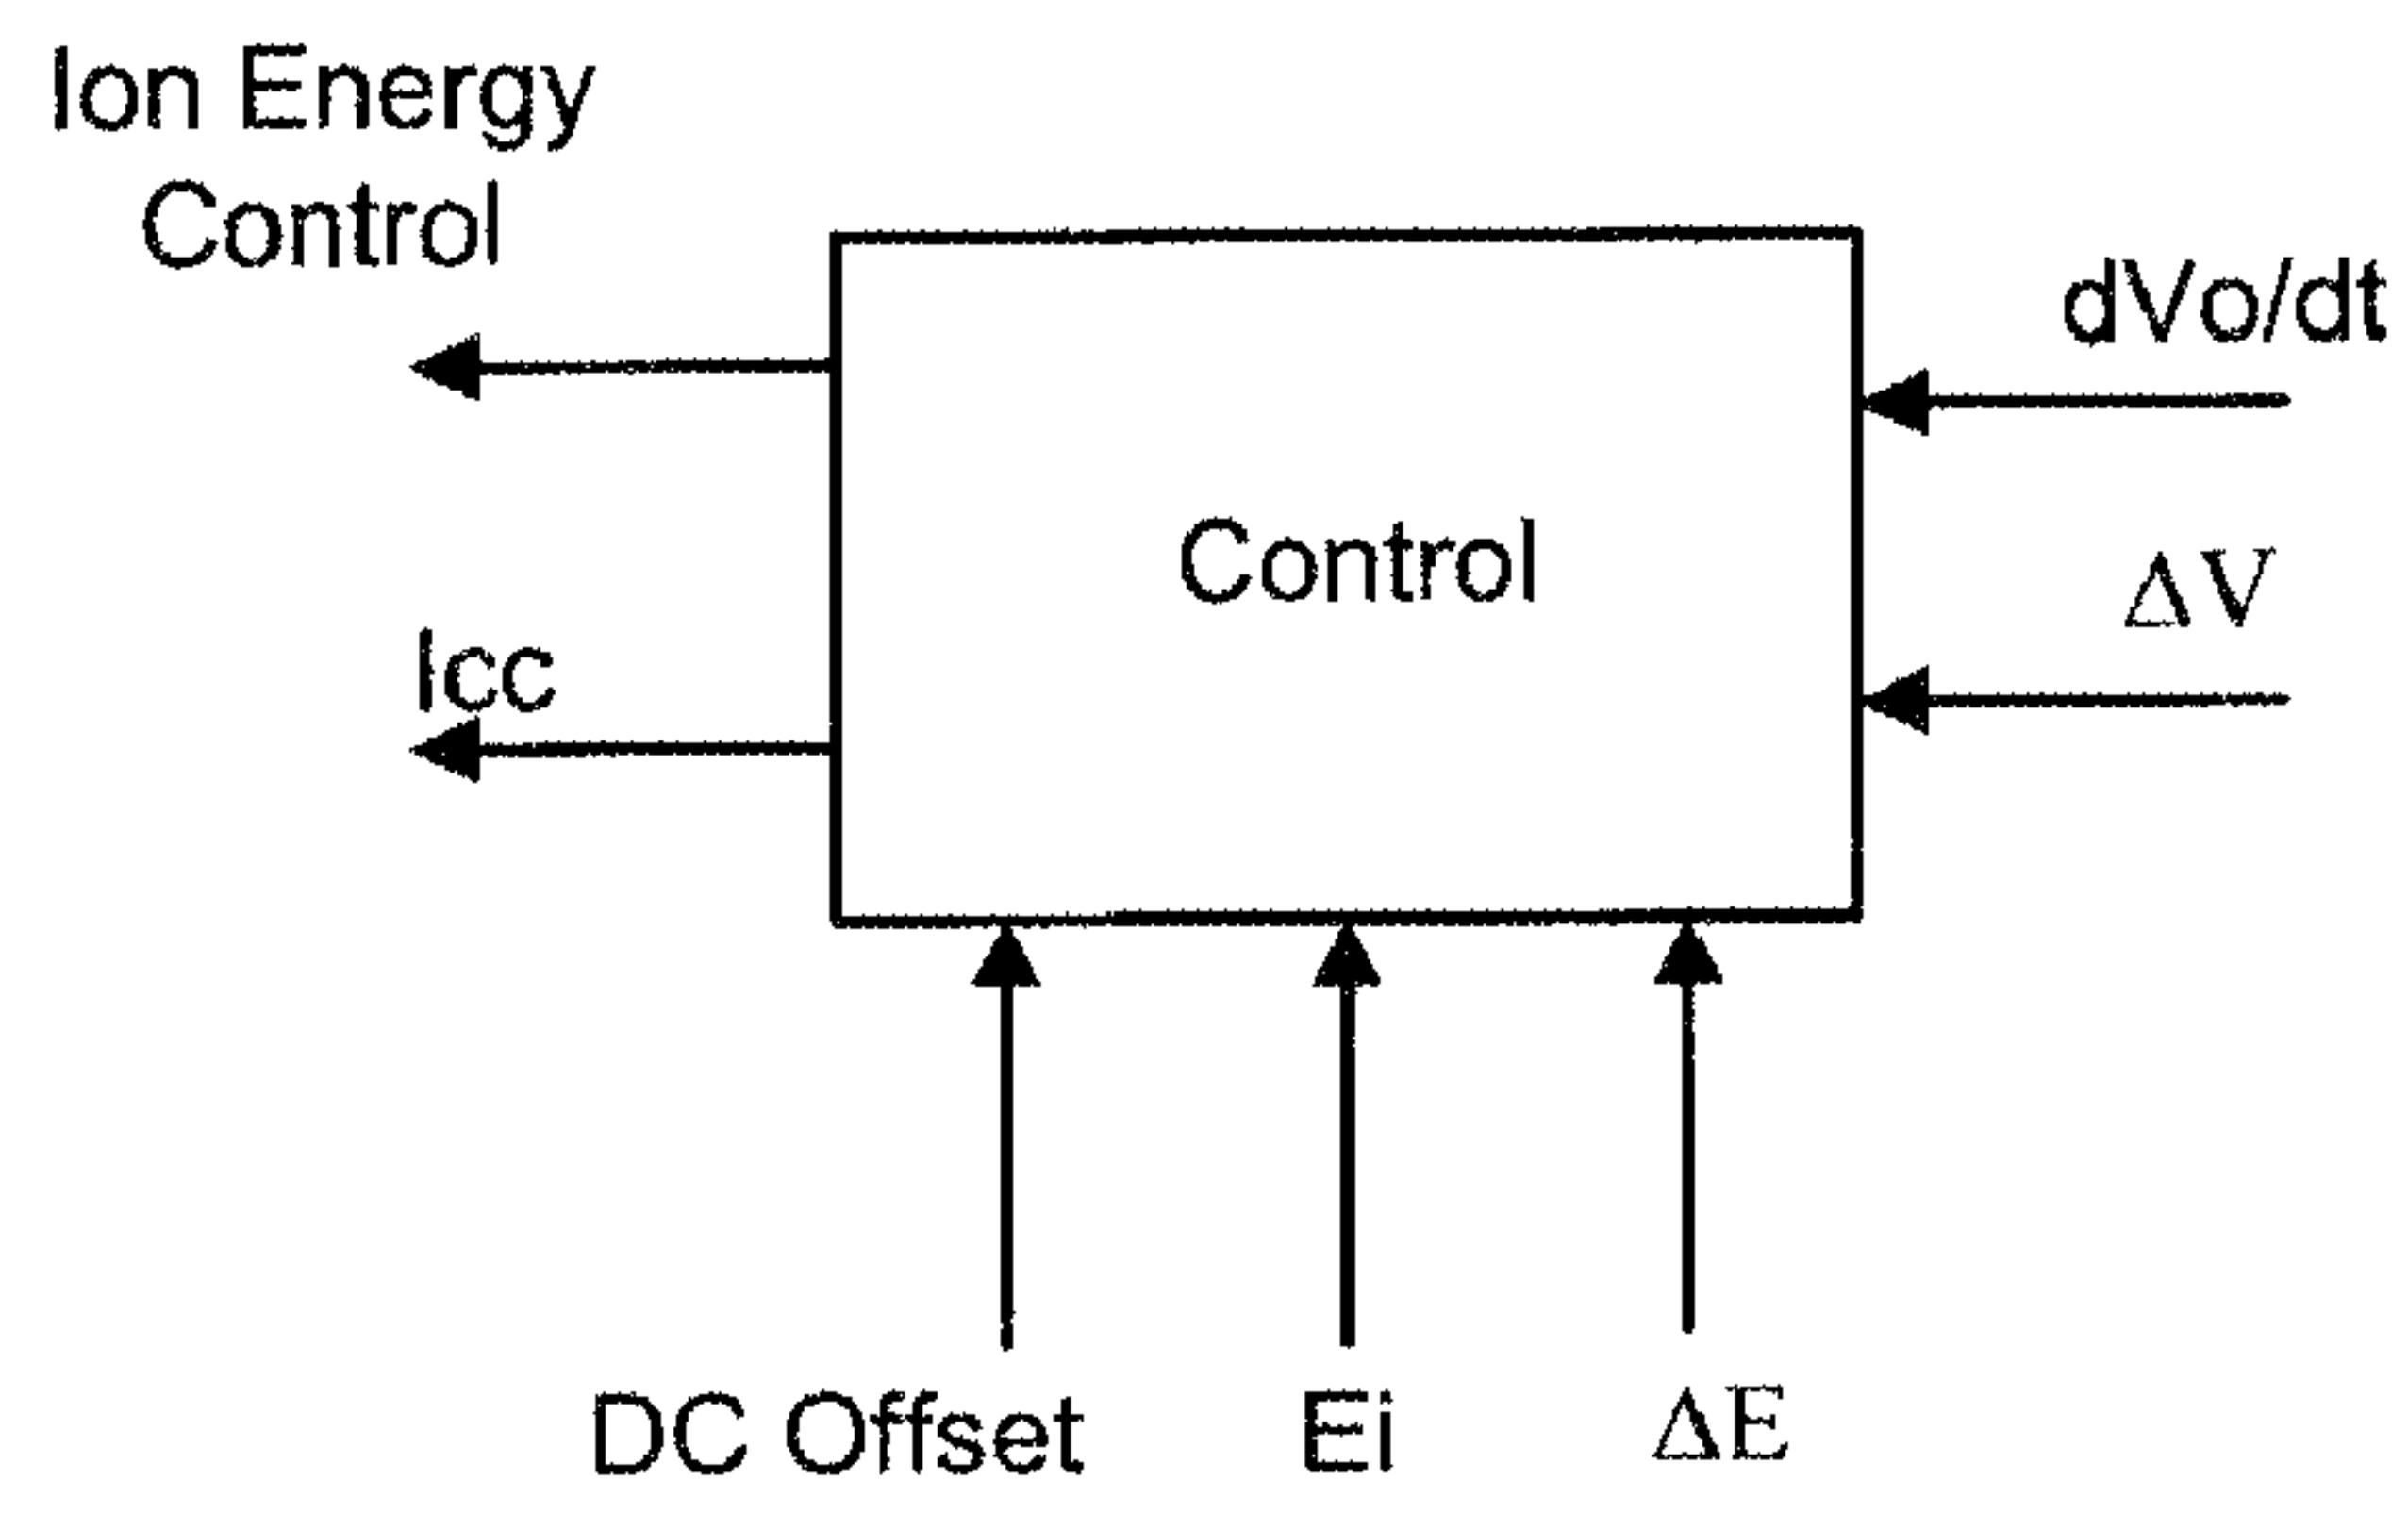 Ion Energy
Control
dVo/dt
Control
ΔV
Icc
DC Offset
Ei
ΔE